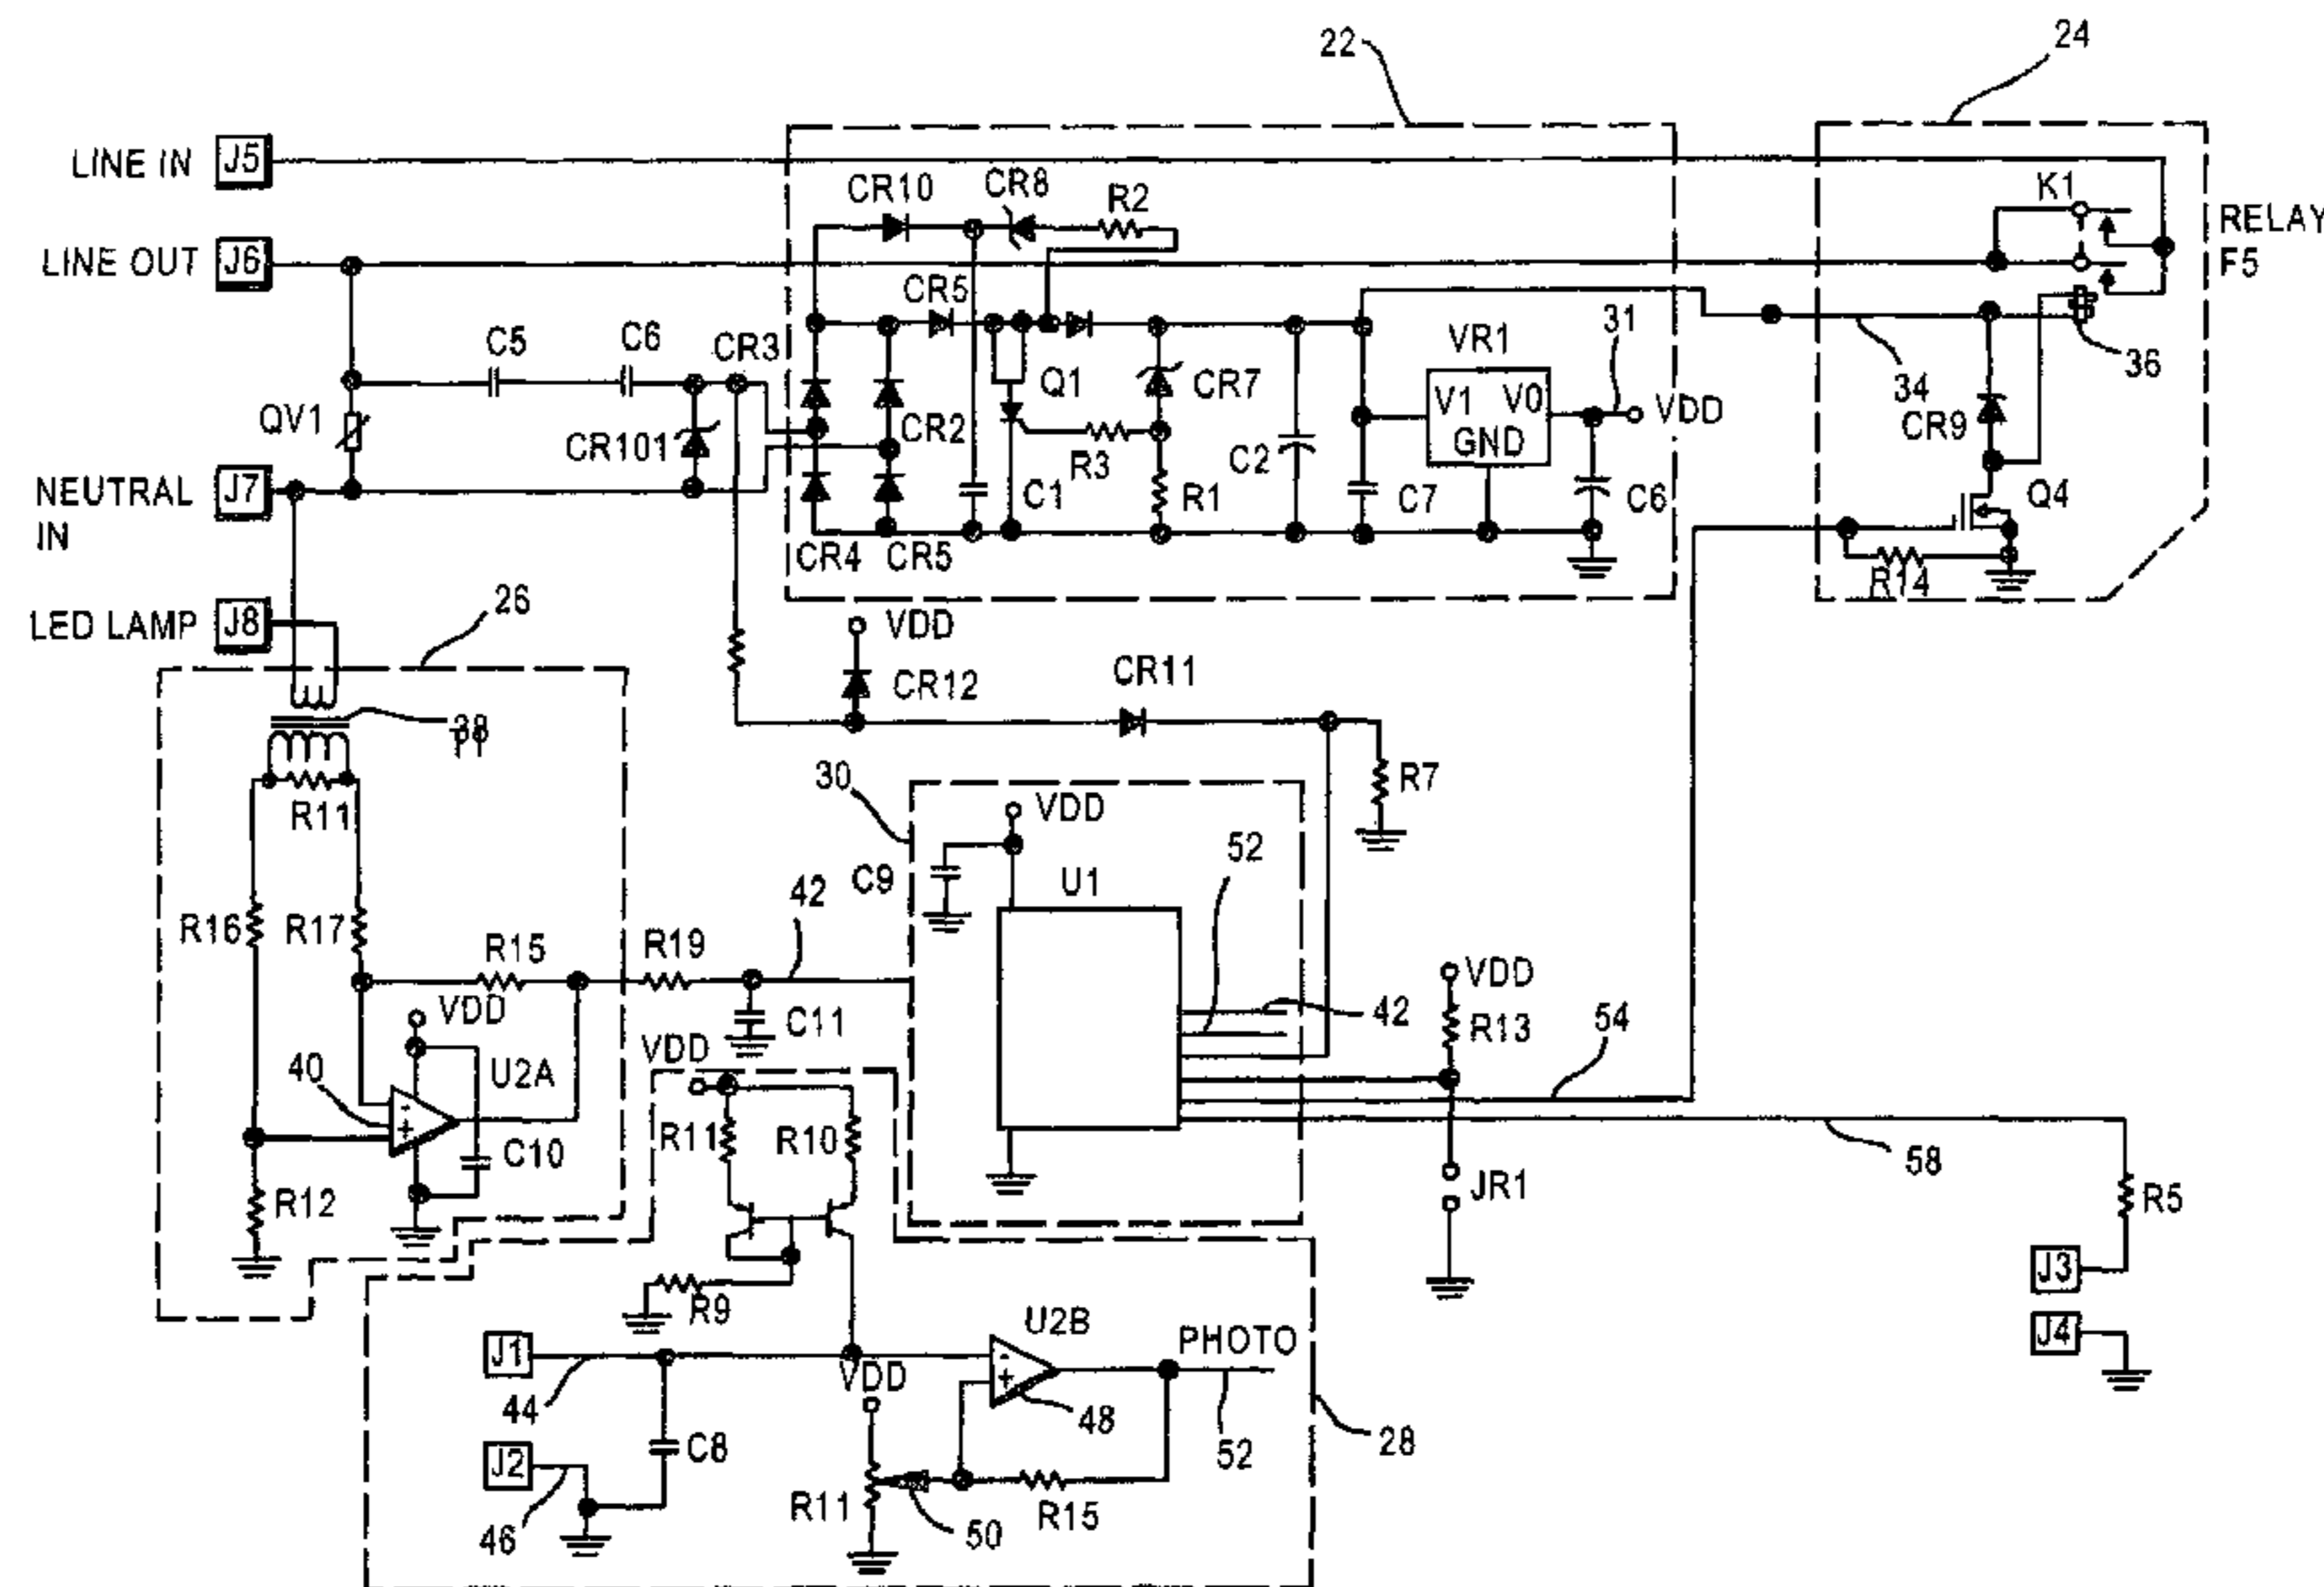 22
24
LINE IN J5
CR10
CR8
R2
K1
RELAY
F5
LINE OUT J6
CR5
C5
C6
CR3
VR1
31
36
QV1
CR101
CR2
Q1
CR7
V1
V0
GND
VDD
34
CR9
R3
C2
NEUTRAL
IN
J7
C1
R1
C7
C6
Q4
CR4
CR5
R14
LED LAMP J8
26
VDD
CR12
CR11
38
R11
30
VDD
R7
C9
U1
52
R16
R17
R15
R19
42
VDD
R13
VDD
U2A
C11
42
54
40
VDD
R11
R10
C10
58
R12
JR1
R5
J3
R9
U2B
PHOTO
J4
J1
VDD
44
48
C8
52
28
J2
R11
R15
46
50